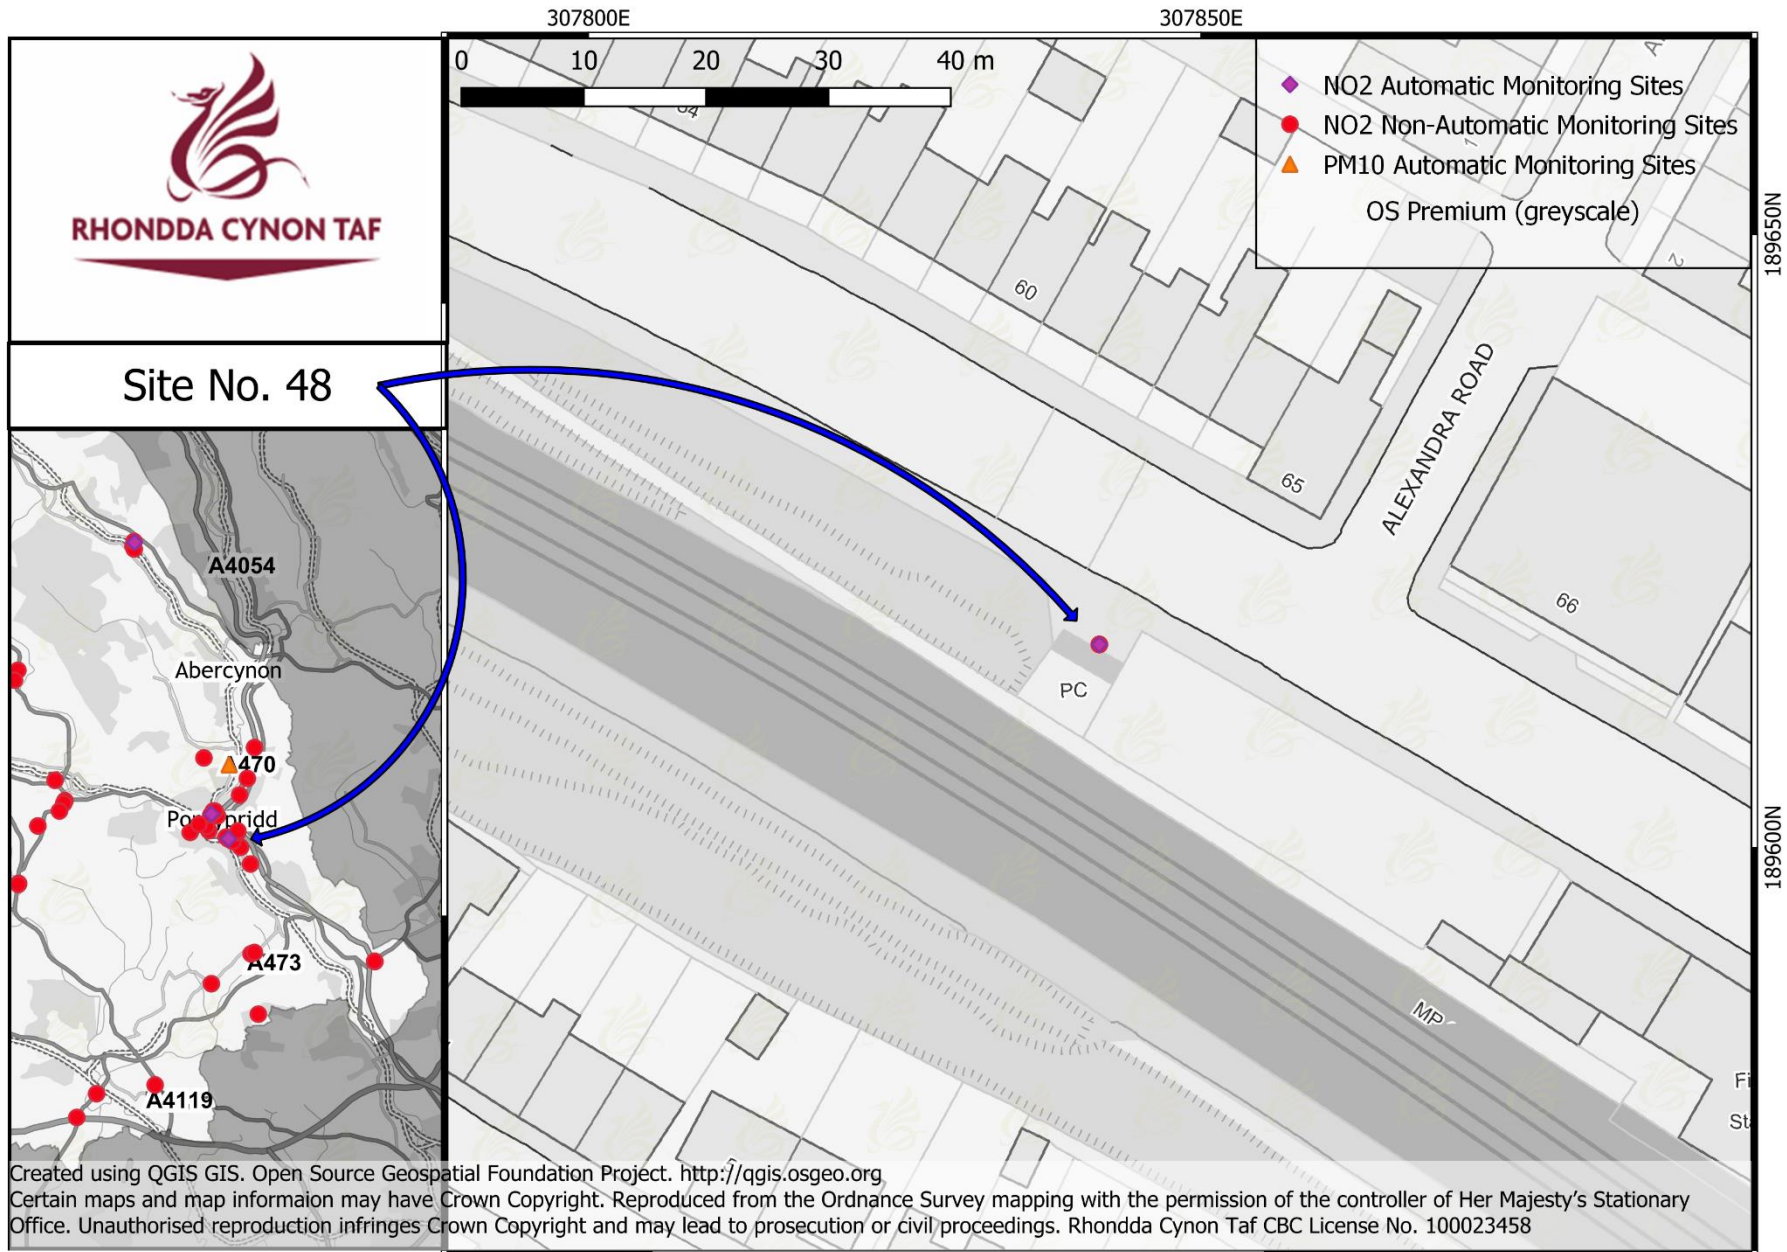 307800E
307850E
0 10 20 30 40 m
NO2 Automatic Monitoring Sites
NO2 Non-Automatic Monitoring Sites
PM10 Automatic Monitoring Sites
OS Premium (greyscale)
RHONDDA CYNON TAF
Site No. 48
189650N
189600N
60
65
66
2
ALEXANDRA ROAD
PC
MP
Fi
St
A4054
Abercynon
470
A473
A4119
Created using QGIS GIS. Open Source Geospatial Foundation Project. http://qgis.osgeo.org
Certain maps and map informaion may have Crown Copyright. Reproduced from the Ordnance Survey mapping with the permission of the controller of Her Majesty's Stationary
Office. Unauthorised reproduction infringes Crown Copyright and may lead to prosecution or civil proceedings. Rhondda Cynon Taf CBC License No. 100023458